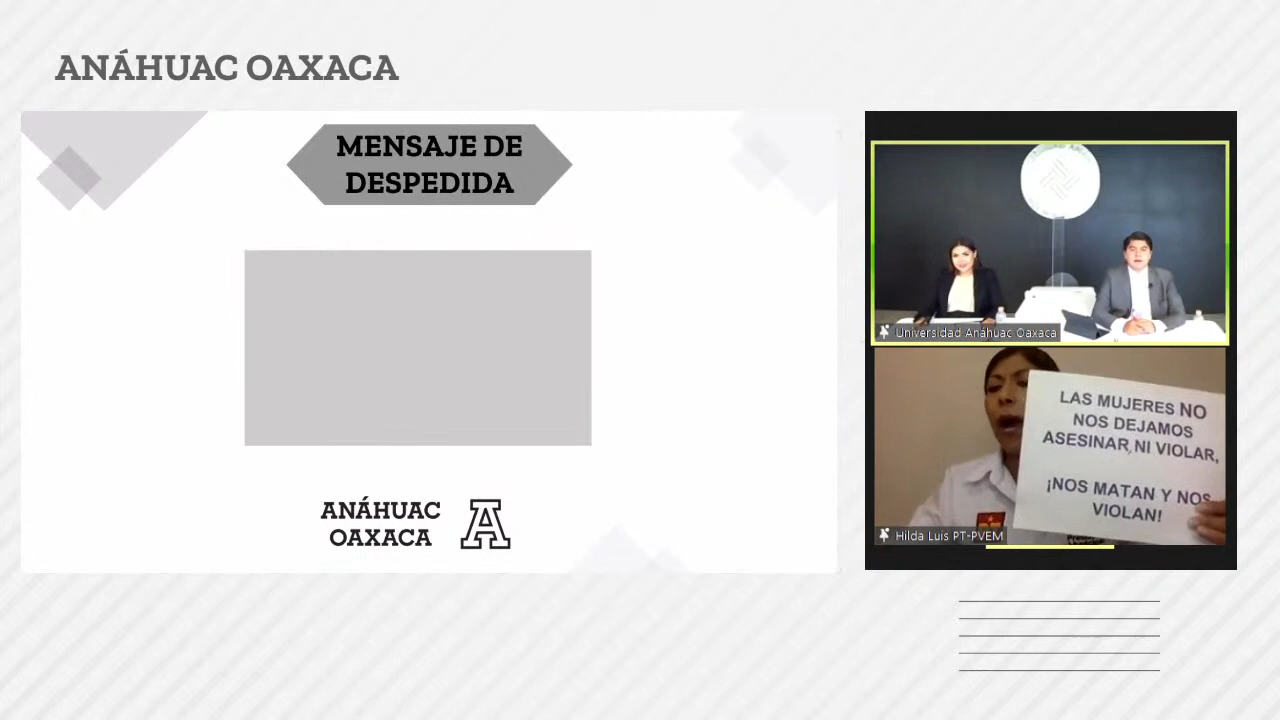 ANÁHUAC OAXACA
MENSAJE DE
DESPEDIDA
ANÁHUAC
OAXACA
A
Universidad Anáhuac Oaxaca
LAS MUJERES NO
NOS DEJAMOS
ASESINAR, NI VIOLAR,
¡NOS MATAN Y NOS
VIOLAN!
Hilda Luis PT-PVEM